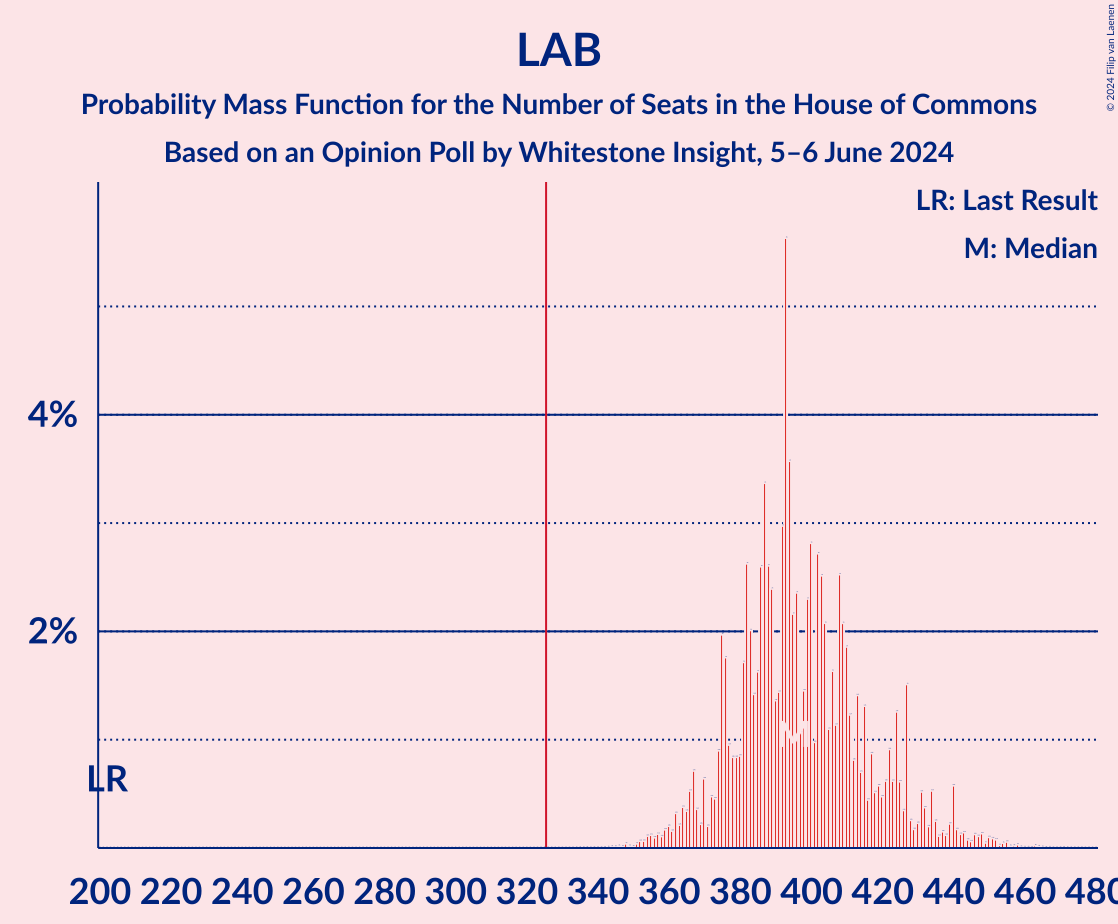 LAB
Probability Mass Function for the Number of Seats in the House of Commons
Based on an Opinion Poll by Whitestone Insight, 5–6 June 2024
© 2024 Filip van Laenen
LR: Last Result
M: Median
4%
2%
LR
M
200 220 240 260 280 300 320 340 360 380 400 420 440 460 480